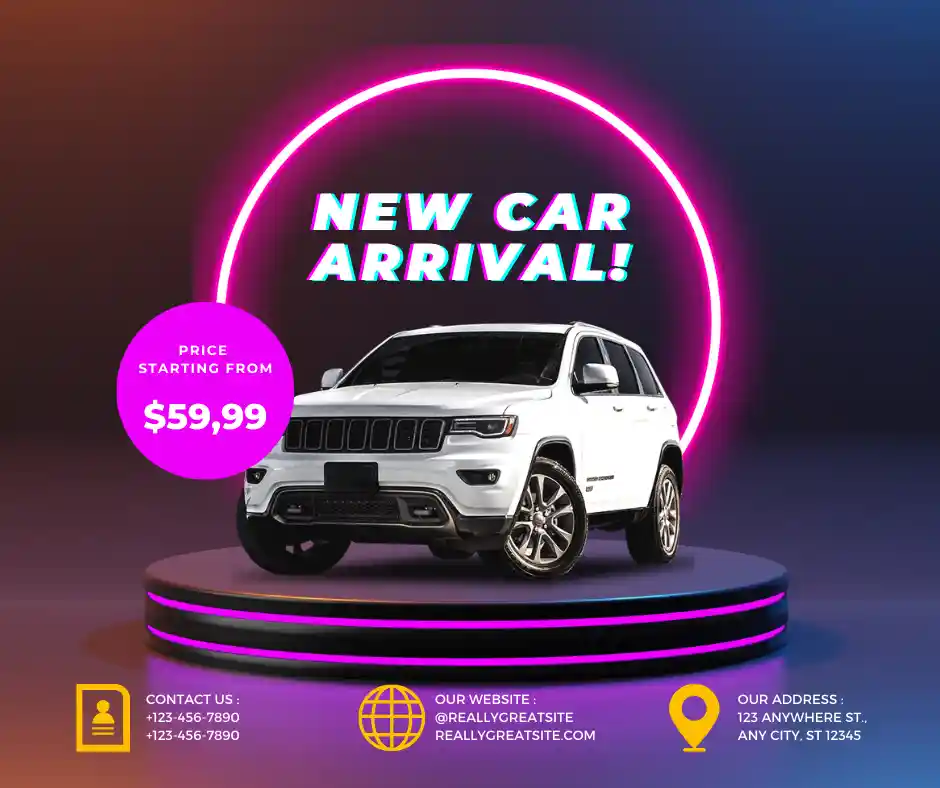 NEW CAR
ARRIVAL!
PRICE
STARTING FROM
$59,99
CONTACT US :
+123-456-7890
+123-456-7890
OUR WEBSITE :
@REALLYGREATSITE
REALLYGREATSITE.COM
OUR ADDRESS :
123 ANYWHERE ST.,
ANY CITY, ST 12345